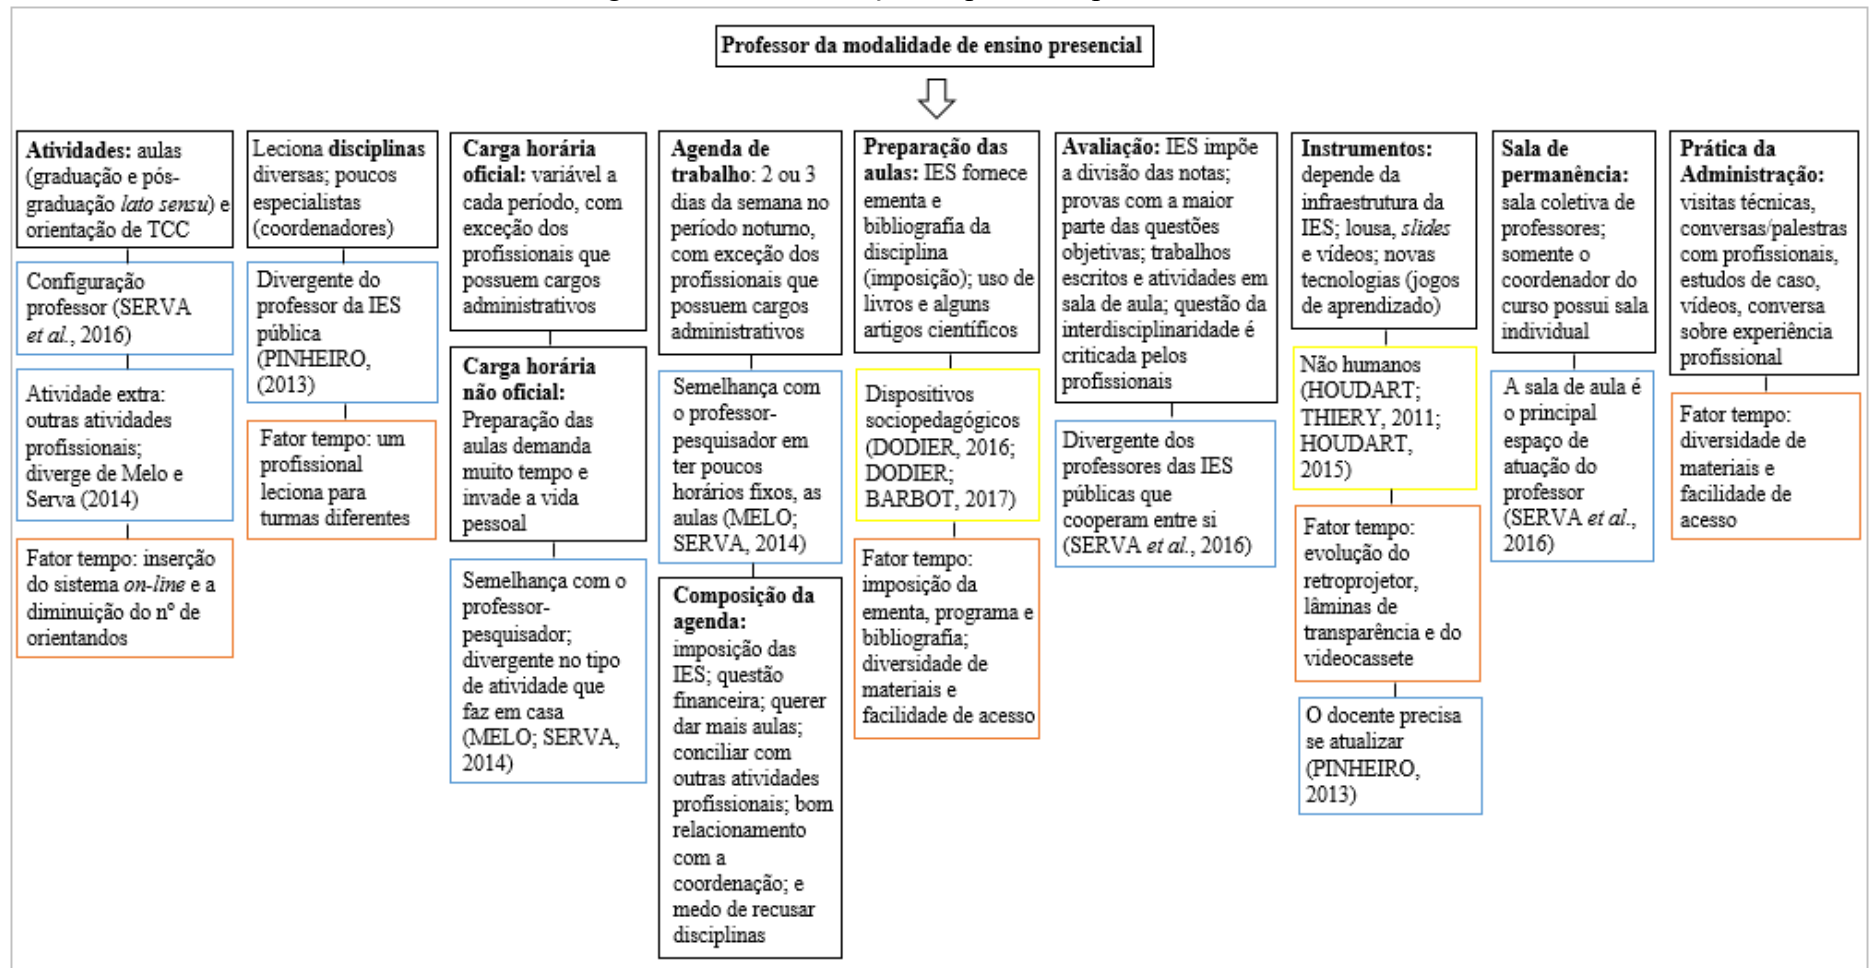 Professor da modalidade de ensino presencial
Atividades: aulas
(graduação e pós-
graduação lato sensu) e
orientação de TCC
Configuração
professor (SERVA
et al., 2016)
Atividade extra:
outras atividades
profissionais;
diverge de Melo e
Serva (2014)
Fator tempo: inserção
do sistema on-line e a
diminuição do nº de
orientandos
Leciona disciplinas
diversas; poucos
especialistas
(coordenadores)
Divergente do
professor da IES
pública
(PINHEIRO,
(2013)
Fator tempo: um
profissional
leciona para
turmas diferentes
Carga horária
oficial: variável a
cada período, com
exceção dos
profissionais que
possuem cargos
administrativos
Carga horária
não oficial:
Preparação das
aulas demanda
muito tempo e
invade a vida
pessoal
Semelhança com o
professor-
pesquisador;
divergente no tipo
de atividade que
faz em casa
(MELO; SERVA,
2014)
Agenda de
trabalho: 2 ou 3
dias da semana no
período noturno,
com exceção dos
profissionais que
possuem cargos
administrativos
Semelhança com
o professor-
pesquisador em
ter poucos
horários fixos, as
aulas (MELO;
SERVA, 2014)
Composição da
agenda:
imposição das
IES; questão
financeira; querer
dar mais aulas;
conciliar com
outras atividades
profissionais; bom
relacionamento
com a
coordenação; e
medo de recusar
disciplinas
Preparação das
aulas: IES fornece
ementa e
bibliografia da
disciplina
(imposição); uso de
livros e alguns
artigos científicos
Dispositivos
sociopedagógicos
(DODIER, 2016;
DODIER;
BARBOT, 2017)
Fator tempo:
imposição da
ementa, programa e
bibliografia;
diversidade de
materiais e
facilidade de acesso
Avaliação: IES impõe
a divisão das notas;
provas com a maior
parte das questões
objetivas; trabalhos
escritos e atividades em
sala de aula; questão da
interdisciplinaridade é
criticada pelos
profissionais
Divergente dos
professores das IES
públicas que
cooperam entre si
(SERVA et al., 2016)
Instrumentos:
depende da
infraestrutura da
IES; lousa, slides
e vídeos; novas
tecnologias (jogos
de aprendizado)
Não humanos
(HOUDART;
THIERY, 2011;
HOUDART,
2015)
Fator tempo:
evolução do
retroprojetor,
lâminas de
transparência e do
videocassete
O docente precisa
se atualizar
(PINHEIRO,
2013)
Sala de
permanência:
sala coletiva de
professores;
somente o
coordenador do
curso possui sala
individual
A sala de aula é
o principal
espaço de
atuação do
professor
(SERVA et al.,
2016)
Prática da
Administração:
visitas técnicas,
conversas/palestras
com profissionais,
estudos de caso,
vídeos, conversa
sobre experiência
profissional
Fator tempo:
diversidade de
materiais e
facilidade de
acesso